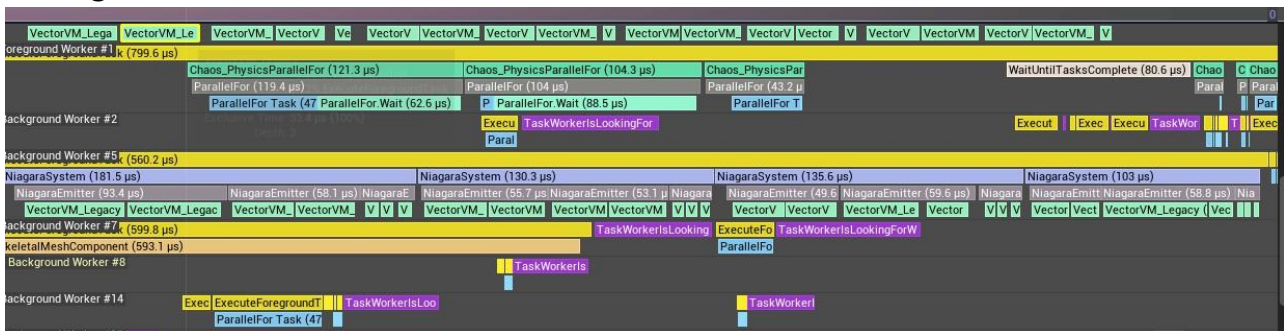 0
VectorVM_Lega VectorVM_Le VectorVM_ VectorV Ve VectorV VectorVM_ VectorV VectorVM_ V VectorVM VectorVM_ VectorV Vector V VectorV VectorVM VectorV VectorVM_ V
oreground Worker #1 k (799.6 µs)
Chaos_PhysicsParallelFor (121.3 µs) Chaos_PhysicsParallelFor (104.3 µs) Chaos_PhysicsPar WaitUntilTasksComplete (80.6 µs) Chao C Chao
ParallelFor (119.4 µs) ParallelFor (104 µs) ParallelFor (43.2 µ Paral P Paral
ParallelFor Task (47 ParallelFor.Wait (62.6 µs) P ParallelFor.Wait (88.5 µs) ParallelFor T Par
ackground Worker #2 Execu TaskWorkerIsLookingFor Execut Exec Execu TaskWor T Exec
Paral
ackground Worker #5 sk (560.2 µs)
NiagaraSystem (181.5 µs) NiagaraSystem (130.3 µs) NiagaraSystem (135.6 µs) NiagaraSystem (103 µs)
NiagaraEmitter (93.4 µs) NiagaraEmitter (58.1 µs) NiagaraE NiagaraEmitter (55.7 µs NiagaraEmitter (53.1 µ Niagara NiagaraEmitter (49.6 NiagaraEmitter (59.6 µs) Niagara NiagaraEmitt NiagaraEmitter (58.8 µs) Nia
VectorVM_Legacy VectorVM_Legac VectorVM_ VectorVM_ V V V VectorVM_ VectorVM VectorVM VectorVM V V V VectorV VectorV VectorVM_Le Vector V V V Vector Vect VectorVM_Legacy ( Vec
ackground Worker #7 k (599.8 µs) TaskWorkerIsLooking ExecuteFo TaskWorkerIsLookingForW
keletalMeshComponent (593.1 µs) ParallelFo
Background Worker #8 TaskWorkerIs
ackground Worker #14 Exec ExecuteForegroundT TaskWorkerIsLoo TaskWorkerI
ParallelFor Task (47